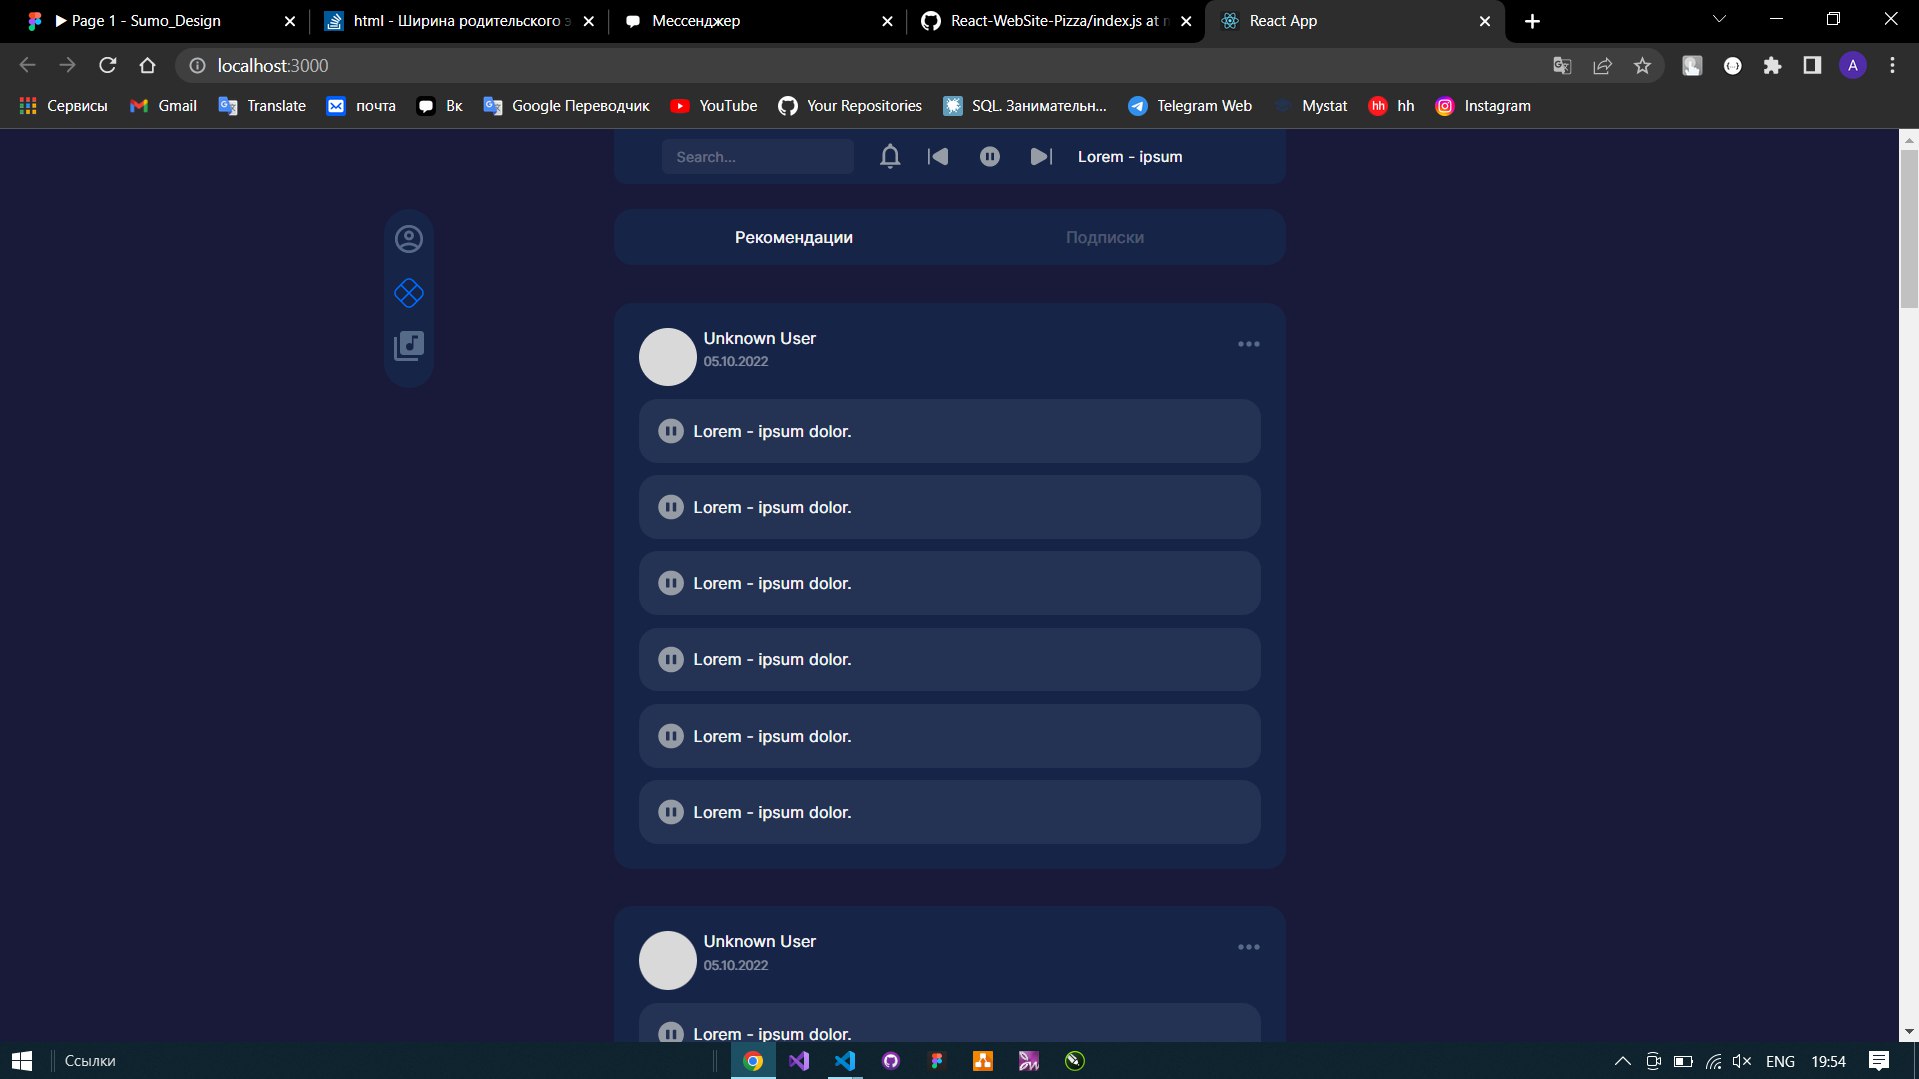 Page 1 - Sumo_Design
html - Ширина родительского э
Мессенджер
React-WebSite-Pizza/index.js at m
React App
localhost:3000
A
Сервисы
Gmail
Translate
почта
Вк
Google Переводчик
YouTube
Your Repositories
SQL. Занимательн...
Telegram Web
Mystat
hh
hh
Instagram
Search...
Lorem - ipsum
Рекомендации
Подписки
Unknown User
05.10.2022
Lorem - ipsum dolor.
Lorem - ipsum dolor.
Lorem - ipsum dolor.
Lorem - ipsum dolor.
Lorem - ipsum dolor.
Lorem - ipsum dolor.
Unknown User
05.10.2022
Lorem - ipsum dolor.
Ссылки
ENG
19:54